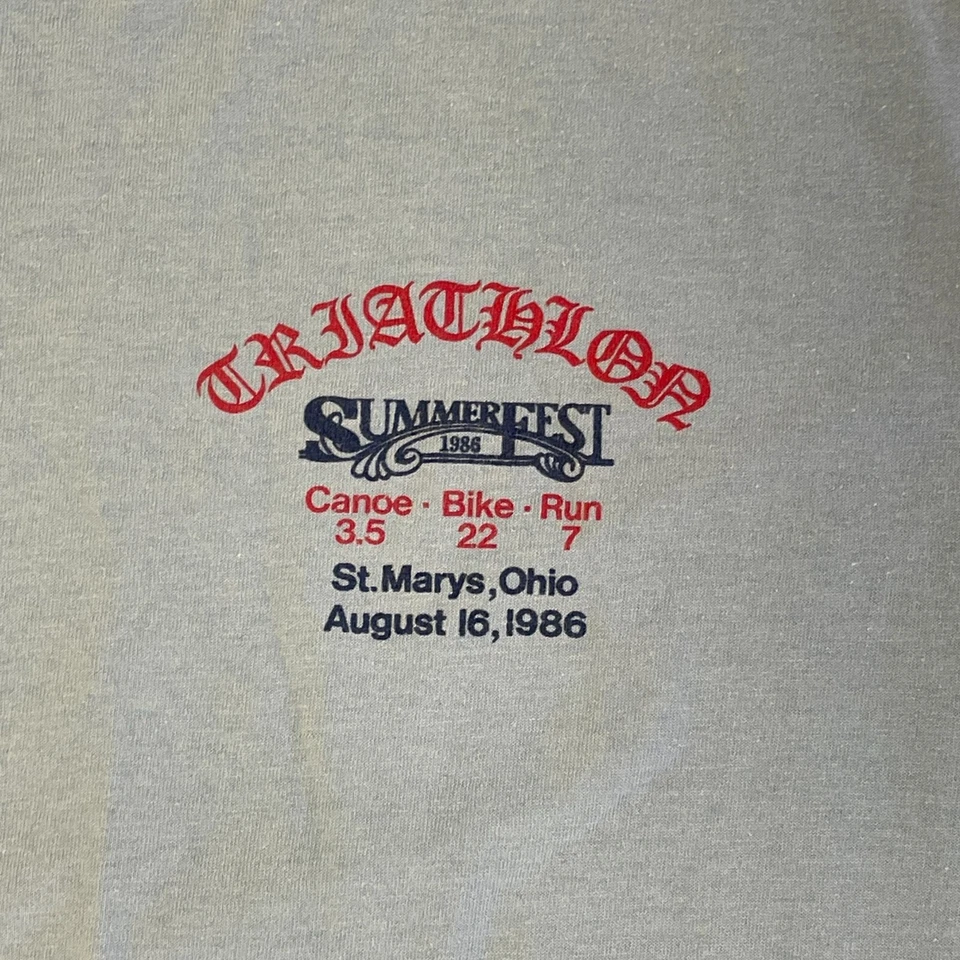 TRIATHLON
SUMMERFEST
1986
Canoe · Bike · Run
3.5 22 7
St. Marys, Ohio
August 16, 1986